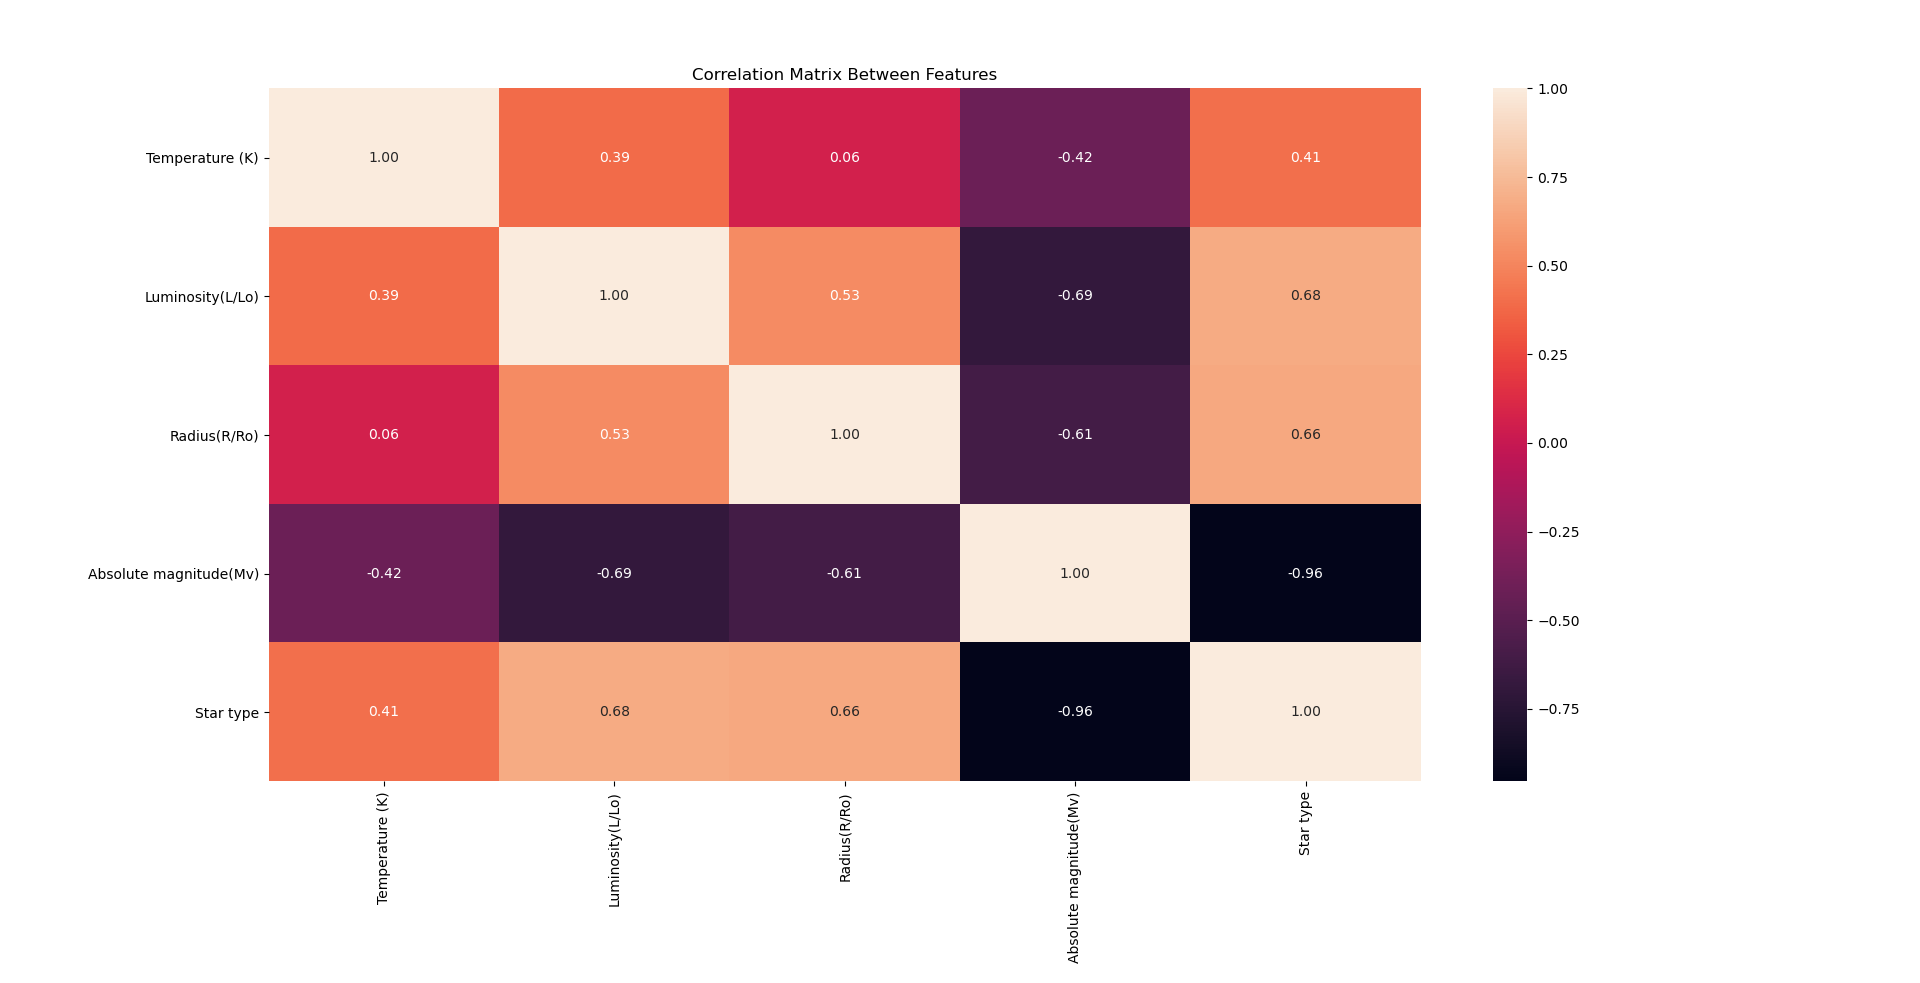 Correlation Matrix Between Features
Temperature (K) 1.00 0.39 0.06 -0.42 0.41
Luminosity(L/Lo) 0.39 1.00 0.53 -0.69 0.68
Radius(R/Ro) 0.06 0.53 1.00 -0.61 0.66
Absolute magnitude(Mv) -0.42 -0.69 -0.61 1.00 -0.96
Star type 0.41 0.68 0.66 -0.96 1.00
Temperature (K)
Luminosity(L/Lo)
Radius(R/Ro)
Absolute magnitude(Mv)
Star type
1.00
0.75
0.50
0.25
0.00
−0.25
−0.50
−0.75